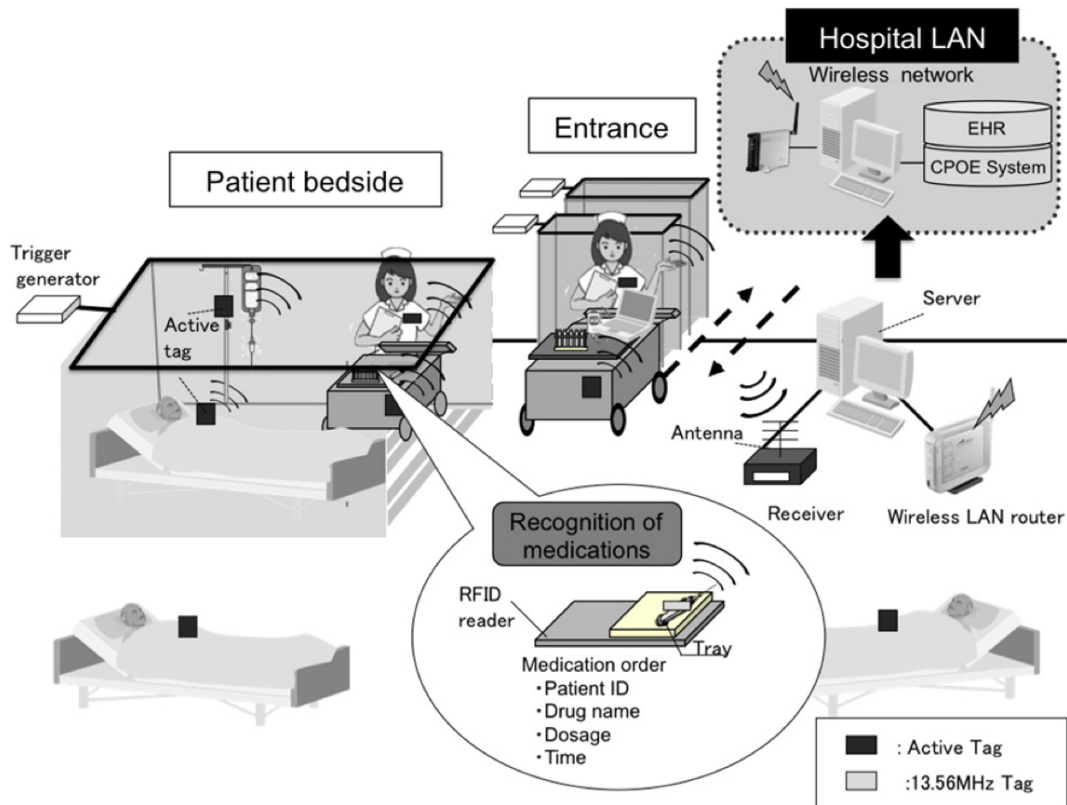 Hospital LAN
Wireless network
EHR
CPOE System
Entrance
Patient bedside
Trigger
generator
Active
tag
Server
Antenna
Receiver
Wireless LAN router
Recognition of
medications
RFID
reader
Tray
Medication order
・Patient ID
・Drug name
・Dosage
・Time
: Active Tag
:13.56MHz Tag